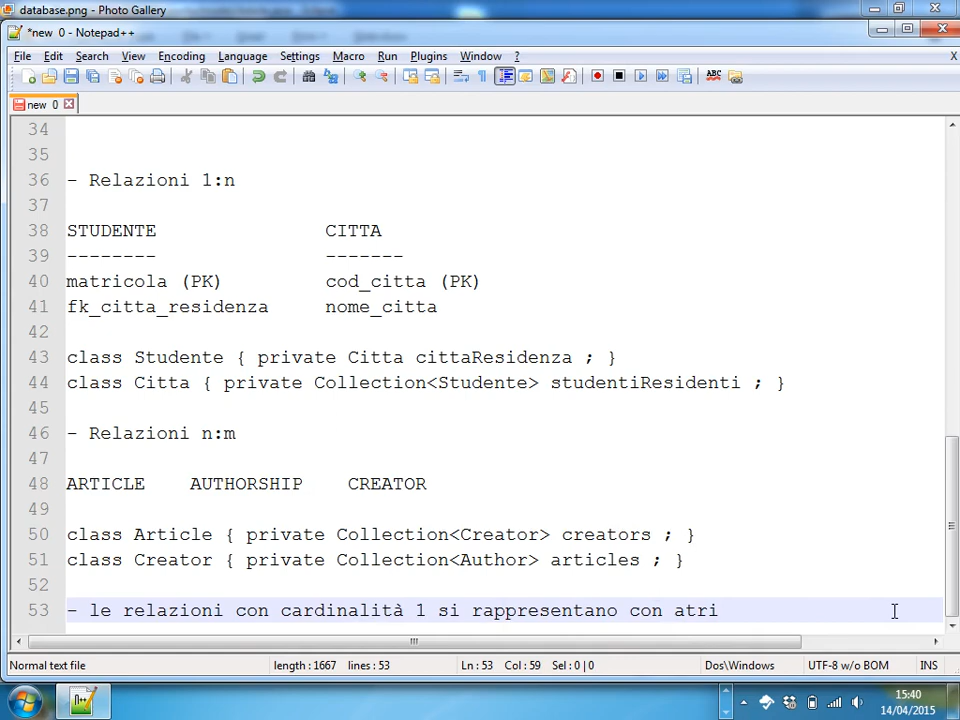 database.png - Photo Gallery
*new 0 - Notepad++
File Edit Search View Encoding Language Settings Macro Run Plugins Window ? X
new 0
34
35
36 - Relazioni 1:n
37
38 STUDENTE CITTA
39 -------- -------
40 matricola (PK) cod_citta (PK)
41 fk_citta_residenza nome_citta
42
43 class Studente { private Citta cittaResidenza ; }
44 class Citta { private Collection<Studente> studentiResidenti ; }
45
46 - Relazioni n:m
47
48 ARTICLE AUTHORSHIP CREATOR
49
50 class Article { private Collection<Creator> creators ; }
51 class Creator { private Collection<Author> articles ; }
52
53 - le relazioni con cardinalità 1 si rappresentano con atri
Normal text file length : 1667 lines : 53 Ln : 53 Col : 59 Sel : 0 | 0 Dos\Windows UTF-8 w/o BOM INS
15:40
14/04/2015